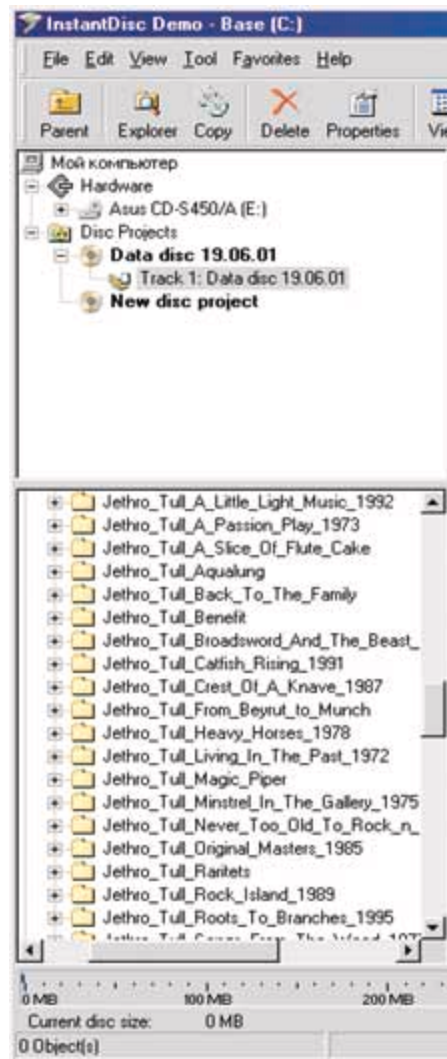 InstantDisc Demo - Base (C:)
File Edit View Tool Favorites Help
Parent Explorer Copy Delete Properties Vie
Мой компьютер
Hardware
Asus CD-S450/A (E:)
Disc Projects
Data disc 19.06.01
Track 1: Data disc 19.06.01
New disc project
Jethro_Tull_A_Little_Light_Music_1992
Jethro_Tull_A_Passion_Play_1973
Jethro_Tull_A_Slice_Of_Flute_Cake
Jethro_Tull_Aqualung
Jethro_Tull_Back_To_The_Family
Jethro_Tull_Benefit
Jethro_Tull_Broadsword_And_The_Beast_
Jethro_Tull_Catfish_Rising_1991
Jethro_Tull_Crest_Of_A_Knave_1987
Jethro_Tull_From_Beyrut_to_Munch
Jethro_Tull_Heavy_Horses_1978
Jethro_Tull_Living_In_The_Past_1972
Jethro_Tull_Magic_Piper
Jethro_Tull_Minstrel_In_The_Gallery_1975
Jethro_Tull_Never_Too_Old_To_Rock_n_
Jethro_Tull_Original_Masters_1985
Jethro_Tull_Raritets
Jethro_Tull_Rock_Island_1989
Jethro_Tull_Roots_To_Branches_1995
Jethro_Tull_Songs_From_The_Wood_197
0 MB 100 MB 200 MB
Current disc size: 0 MB
0 Object(s)